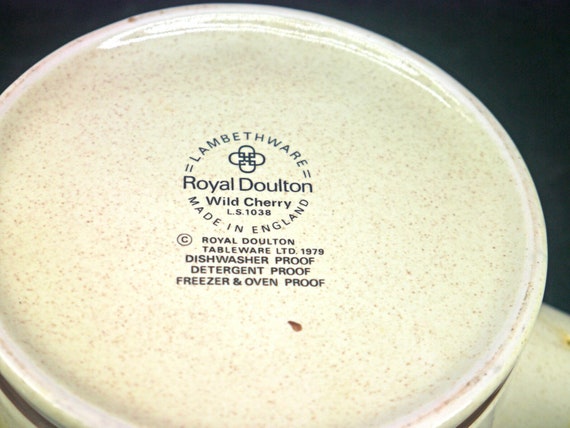 =LAMBETHWARE=
Royal Doulton
Wild Cherry
L.S.1038
MADE IN ENGLAND
© ROYAL DOULTON
TABLEWARE LTD. 1979
DISHWASHER PROOF
DETERGENT PROOF
FREEZER & OVEN PROOF